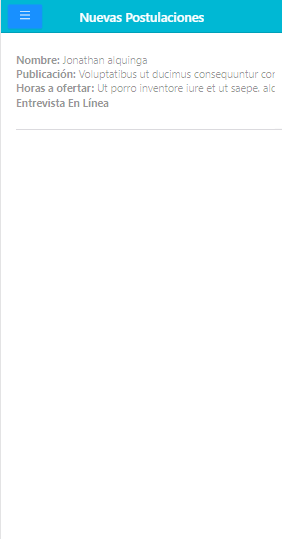 Nuevas Postulaciones
Nombre: Jonathan alquinga
Publicación: Voluptatibus ut ducimus consequuntur cor
Horas a ofertar: Ut porro inventore iure et ut saepe. alc
Entrevista En Línea